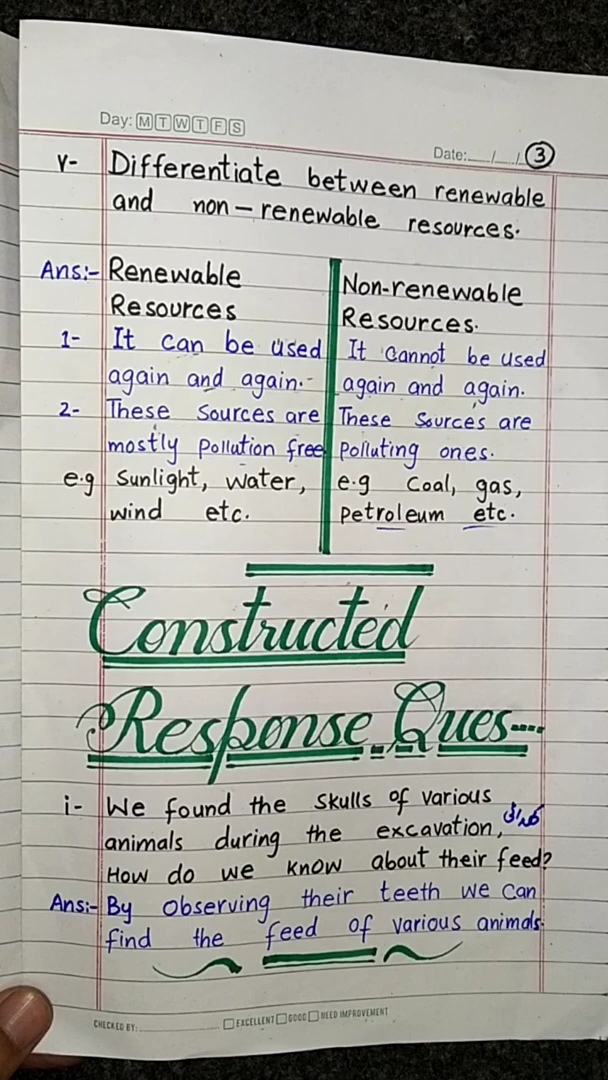 Day: M T W T F S
Date:__/__/__ 3
v- Differentiate between renewable
and non-renewable resources.
Ans:- Renewable Resources
1- It can be used again and again.-
2- These Sources are mostly Pollution free
e.g Sunlight, Water, wind etc.
Non-renewable Resources.
It cannot be used again and again.
These Sources are Polluting ones.
e.g Coal, gas, Petroleum etc.
Constructed
Response Ques....
i- We found the Skulls of various
animals during the excavation,
How do we know about their feed?
Ans:- By observing their teeth we can
find the feed of various animals.
CHECKED BY:
EXCELLENT GOOD NEED IMPROVEMENT